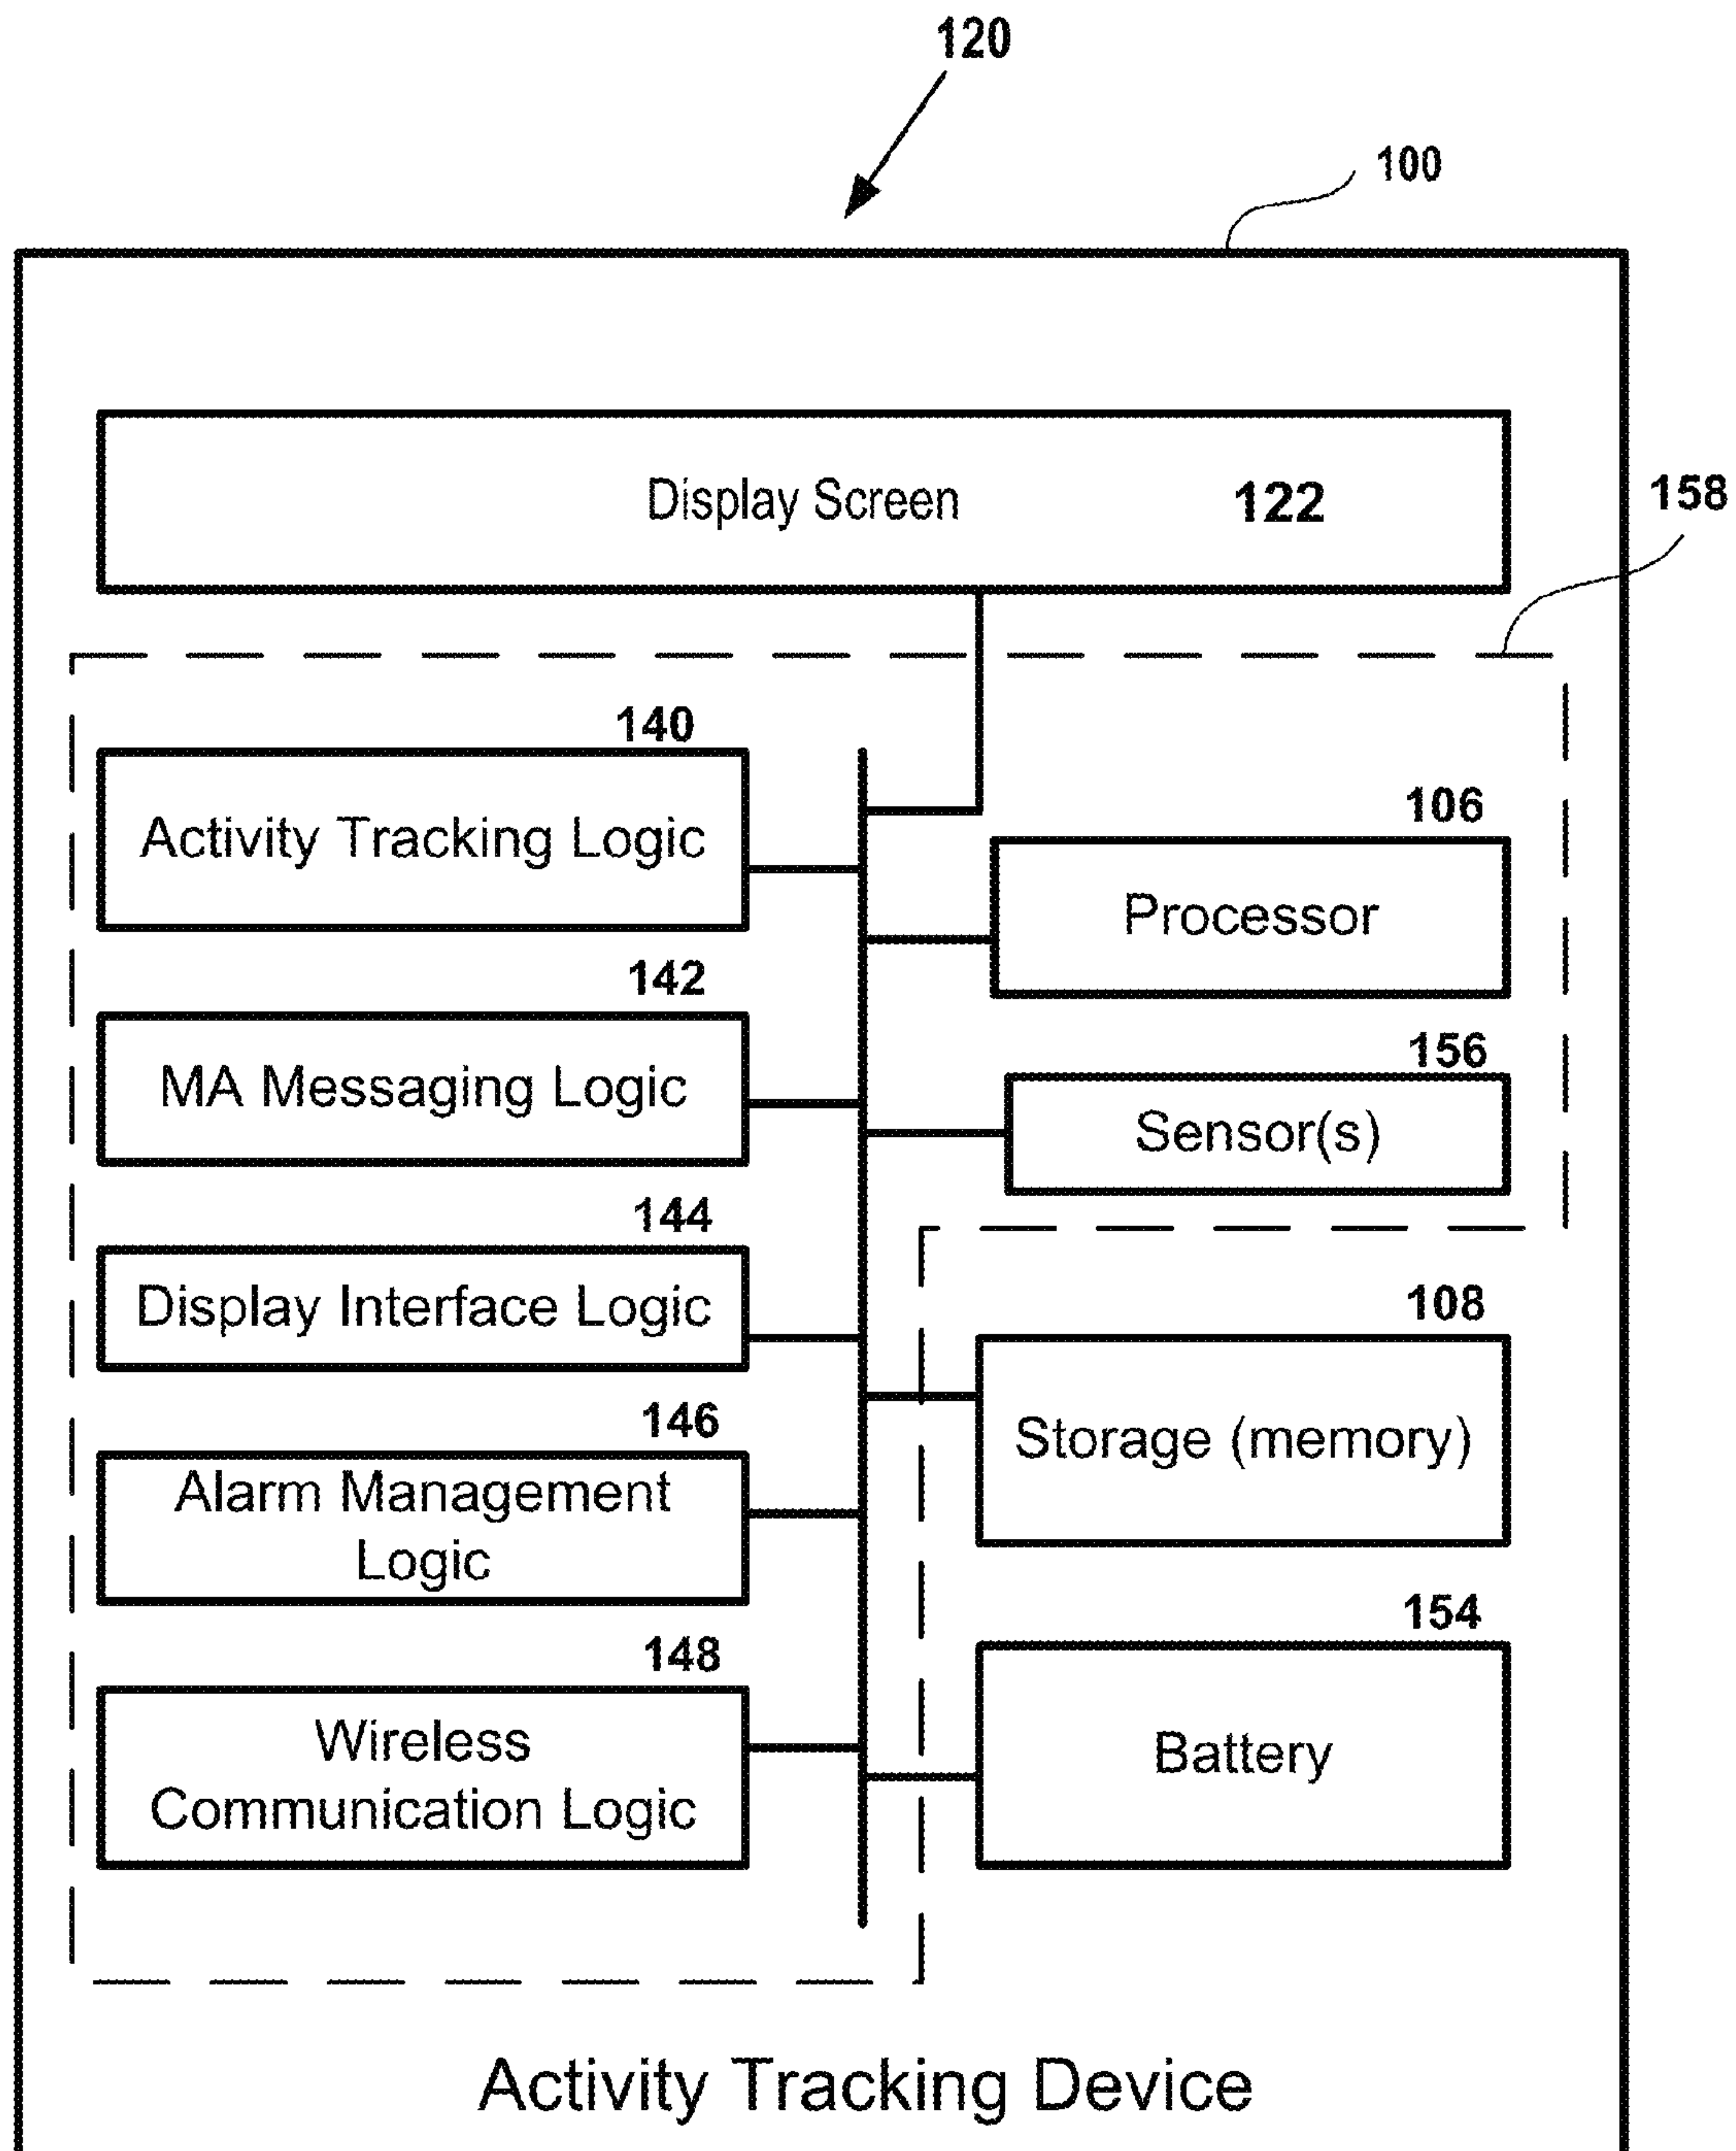 120
100
Display Screen 122
158
140
Activity Tracking Logic
106
Processor
142
MA Messaging Logic
156
Sensor(s)
144
Display Interface Logic
108
Storage (memory)
146
Alarm Management
Logic
154
Battery
148
Wireless
Communication Logic
Activity Tracking Device